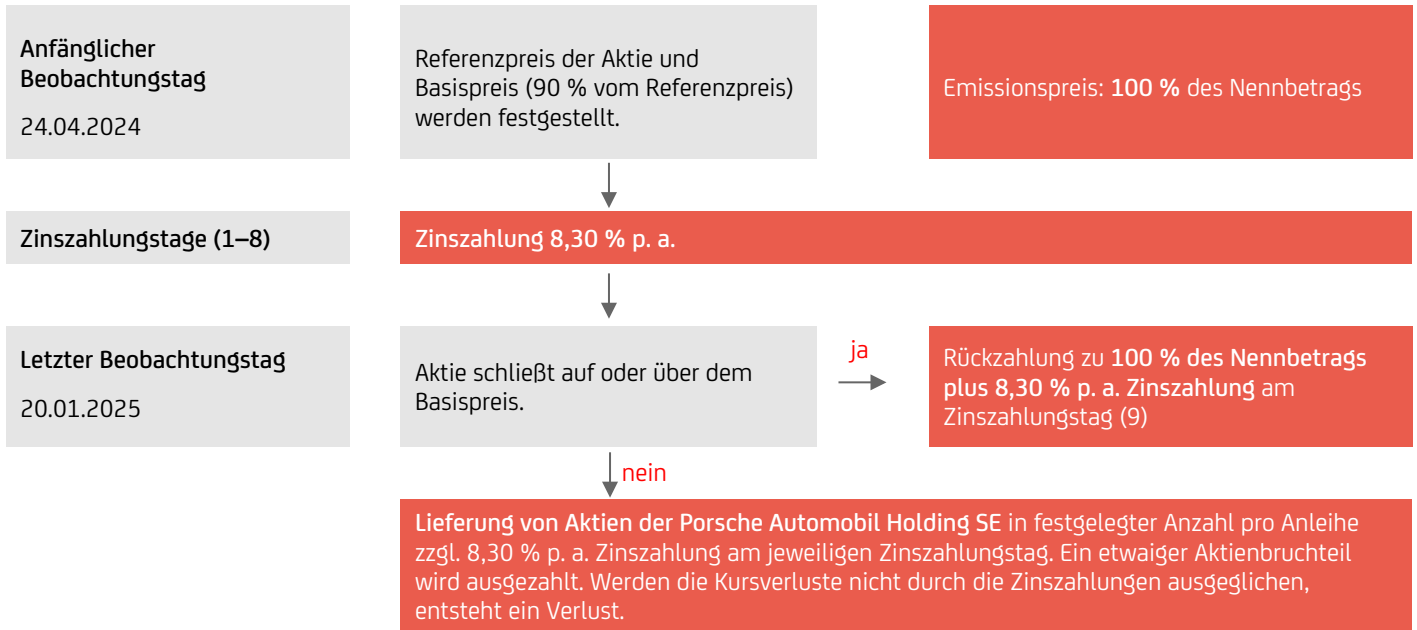 Anfänglicher
Beobachtungstag
24.04.2024
Referenzpreis der Aktie und
Basispreis (90 % vom Referenzpreis)
werden festgestellt.
Emissionspreis: 100 % des Nennbetrags
Zinszahlungstage (1–8)
Zinszahlung 8,30 % p. a.
Letzter Beobachtungstag
20.01.2025
Aktie schließt auf oder über dem
Basispreis.
ja
Rückzahlung zu 100 % des Nennbetrags
plus 8,30 % p. a. Zinszahlung am
Zinszahlungstag (9)
nein
Lieferung von Aktien der Porsche Automobil Holding SE in festgelegter Anzahl pro Anleihe
zzgl. 8,30 % p. a. Zinszahlung am jeweiligen Zinszahlungstag. Ein etwaiger Aktienbruchteil
wird ausgezahlt. Werden die Kursverluste nicht durch die Zinszahlungen ausgeglichen,
entsteht ein Verlust.